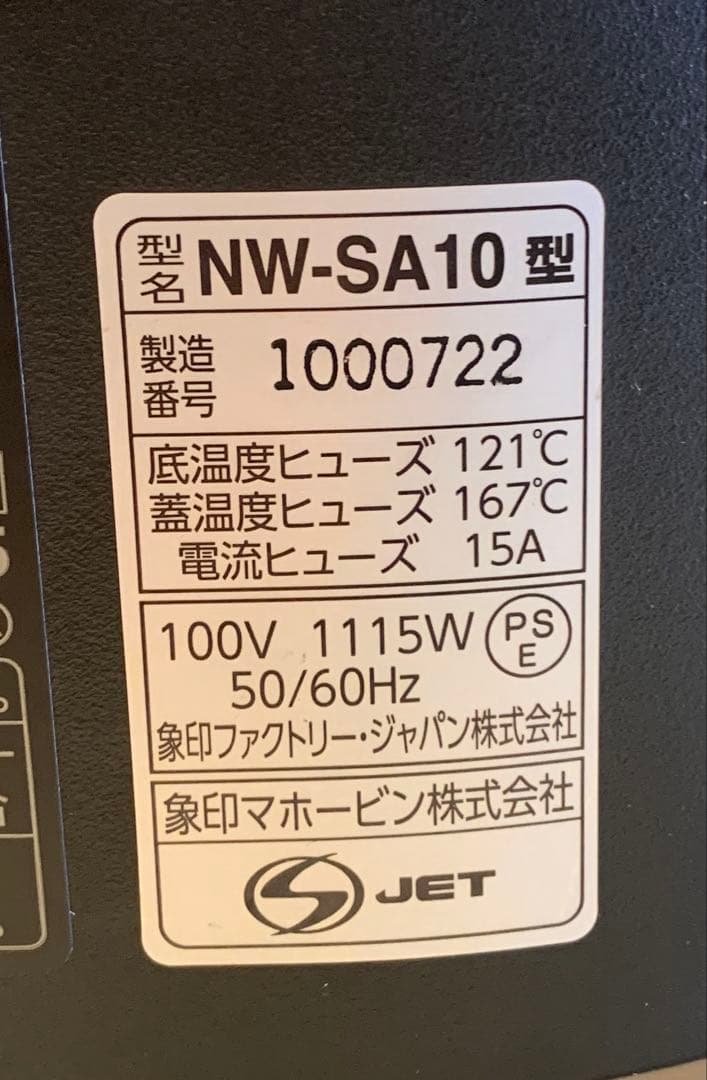 型名 NW-SA10 型
製造番号 1000722
底温度ヒューズ 121℃
蓋温度ヒューズ 167℃
電流ヒューズ 15A
100V 1115W PSE
50/60Hz
象印ファクトリー・ジャパン株式会社
象印マホービン株式会社
S JET